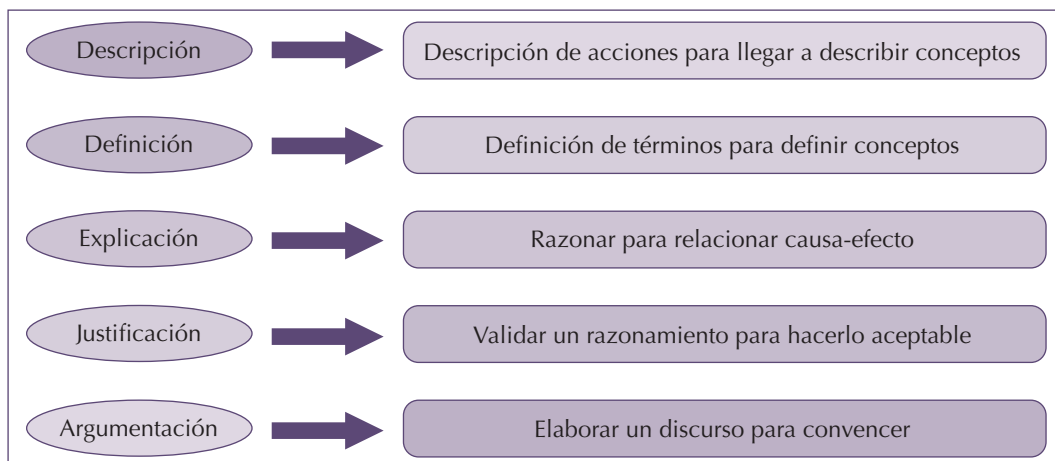 Descripción
Descripción de acciones para llegar a describir conceptos
Definición
Definición de términos para definir conceptos
Explicación
Razonar para relacionar causa-efecto
Justificación
Validar un razonamiento para hacerlo aceptable
Argumentación
Elaborar un discurso para convencer